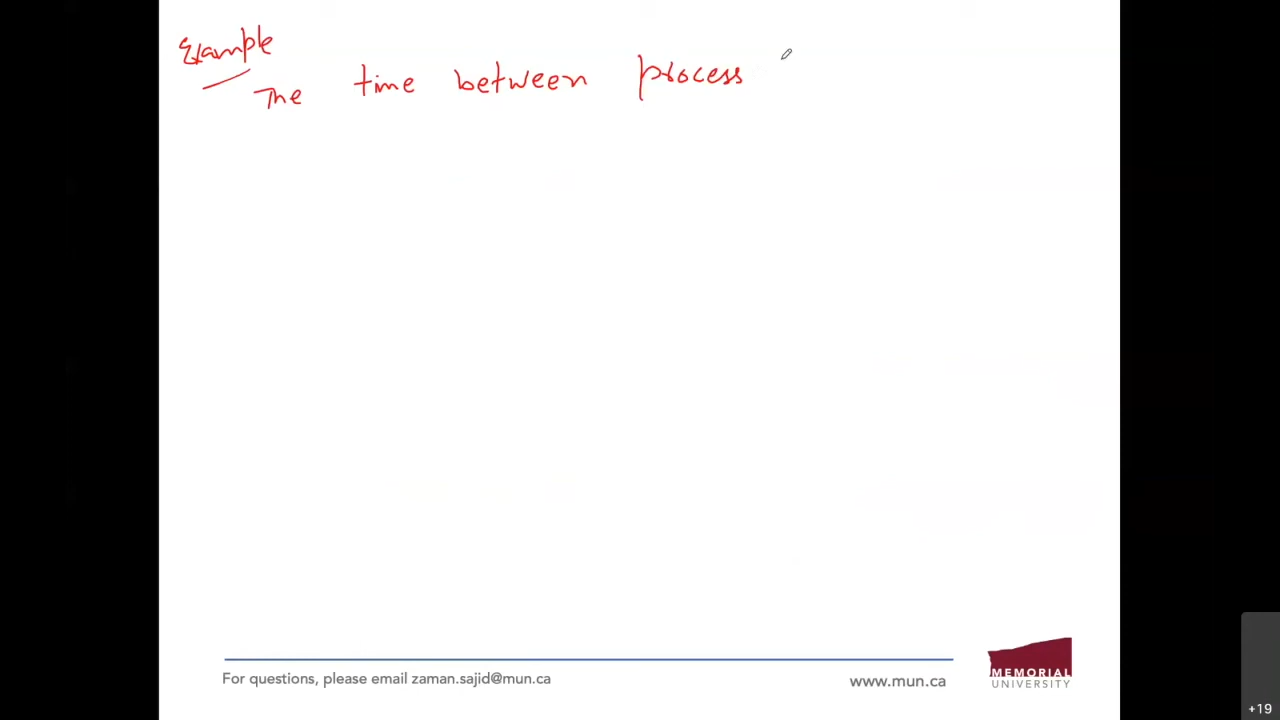 Example
The time between process
For questions, please email zaman.sajid@mun.ca
www.mun.ca
MEMORIAL
UNIVERSITY
+19